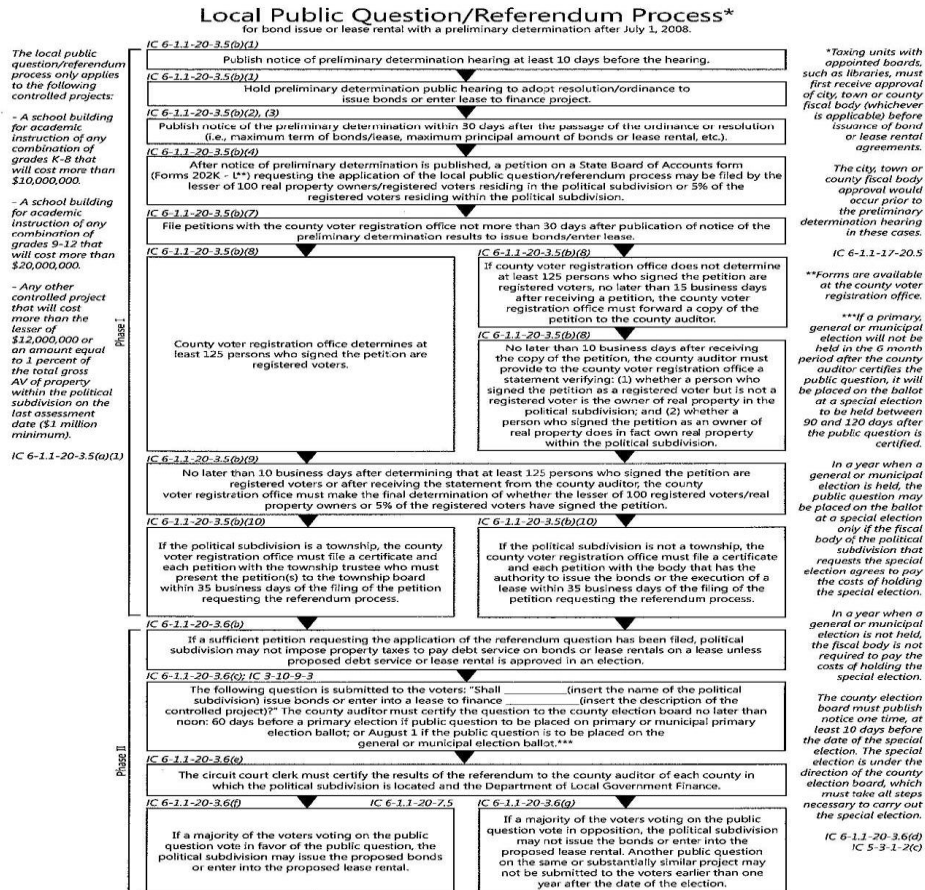 Local Public Question/Referendum Process*
for bond issue or lease rental with a preliminary determination after July 1, 2008.
The local public
question/referendum
process only applies
to the following
controlled projects:
- A school building
for academic
instruction of any
combination of
grades K-8 that
will cost more than
$10,000,000.
- A school building
for academic
instruction of any
combination of
grades 9-12 that
will cost more than
$20,000,000.
- Any other
controlled project
that will cost
more than the
lesser of
$12,000,000 or
an amount equal
to 1 percent of
the total gross
AV of property
within the political
subdivision on the
last assessment
date ($1 million
minimum).
IC 6-1.1-20-3.5(a)(1)
Phase I
IC 6-1.1-20-3.5(b)(1)
Publish notice of preliminary determination hearing at least 10 days before the hearing.
IC 6-1.1-20-3.5(b)(1)
Hold preliminary determination public hearing to adopt resolution/ordinance to
issue bonds or enter lease to finance project.
IC 6-1.1-20-3.5(b)(2), (3)
Publish notice of the preliminary determination within 30 days after the passage of the ordinance or resolution
(i.e., maximum term of bonds/lease, maximum principal amount of bonds or lease rental, etc.).
IC 6-1.1-20-3.5(b)(4)
After notice of preliminary determination is published, a petition on a State Board of Accounts form
(Forms 202K - L**) requesting the application of the local public question/referendum process may be filed by the
lesser of 100 real property owners/registered voters residing in the political subdivision or 5% of the
registered voters residing within the political subdivision.
IC 6-1.1-20-3.5(b)(7)
File petitions with the county voter registration office not more than 30 days after publication of notice of the
preliminary determination results to issue bonds/enter lease.
IC 6-1.1-20-3.5(b)(8)
County voter registration office determines at
least 125 persons who signed the petition are
registered voters.
IC 6-1.1-20-3.5(b)(8)
If county voter registration office does not determine
at least 125 persons who signed the petition are
registered voters, no later than 15 business days
after receiving a petition, the county voter
registration office must forward a copy of the
petition to the county auditor.
IC 6-1.1-20-3.5(b)(8)
No later than 10 business days after receiving
the copy of the petition, the county auditor must
provide to the county voter registration office a
statement verifying: (1) whether a person who
signed the petition as a registered voter but is not a
registered voter is the owner of real property in the
political subdivision; and (2) whether a
person who signed the petition as an owner of
real property does in fact own real property
within the political subdivision.
IC 6-1.1-20-3.5(b)(9)
No later than 10 business days after determining that at least 125 persons who signed the petition are
registered voters or after receiving the statement from the county auditor, the county
voter registration office must make the final determination of whether the lesser of 100 registered voters/real
property owners or 5% of the registered voters have signed the petition.
IC 6-1.1-20-3.5(b)(10)
If the political subdivision is a township, the county
voter registration office must file a certificate and
each petition with the township trustee who must
present the petition(s) to the township board
within 35 business days of the filing of the petition
requesting the referendum process.
IC 6-1.1-20-3.5(b)(10)
If the political subdivision is not a township, the
county voter registration office must file a certificate
and each petition with the body that has the
authority to issue the bonds or the execution of a
lease within 35 business days of the filing of the
petition requesting the referendum process.
Phase II
IC 6-1.1-20-3.6(b)
If a sufficient petition requesting the application of the referendum question has been filed, political
subdivision may not impose property taxes to pay debt service on bonds or lease rentals on a lease unless
proposed debt service or lease rental is approved in an election.
IC 6-1.1-20-3.6(c); IC 3-10-9-3
The following question is submitted to the voters: "Shall __________(insert the name of the political
subdivision) issue bonds or enter into a lease to finance __________(insert the description of the
controlled project)?" The county auditor must certify the question to the county election board no later than
noon: 60 days before a primary election if public question to be placed on primary or municipal primary
election ballot; or August 1 if the public question is to be placed on the
general or municipal election ballot.***
IC 6-1.1-20-3.6(e)
The circuit court clerk must certify the results of the referendum to the county auditor of each county in
which the political subdivision is located and the Department of Local Government Finance.
IC 6-1.1-20-3.6(f)
IC 6-1.1-20-7.5
If a majority of the voters voting on the public
question vote in favor of the public question, the
political subdivision may issue the proposed bonds
or enter into the proposed lease rental.
IC 6-1.1-20-3.6(g)
If a majority of the voters voting on the public
question vote in opposition, the political subdivision
may not issue the bonds or enter into the
proposed lease rental. Another public question
on the same or substantially similar project may
not be submitted to the voters earlier than one
year after the date of the election.
*Taxing units with
appointed boards,
such as libraries, must
first receive approval
of city, town or county
fiscal body (whichever
is applicable) before
issuance of bond
or lease rental
agreements.
The city, town or
county fiscal body
approval would
occur prior to
the preliminary
determination hearing
in these cases.
IC 6-1.1-17-20.5
**Forms are available
at the county voter
registration office.
***If a primary,
general or municipal
election will not be
held in the 6 month
period after the county
auditor certifies the
public question, it will
be placed on the ballot
at a special election
to be held between
90 and 120 days after
the public question is
certified.
In a year when a
general or municipal
election is held, the
public question may
be placed on the ballot
at a special election
only if the fiscal
body of the political
subdivision that
requests the special
election agrees to pay
the costs of holding
the special election.
In a year when a
general or municipal
election is not held,
the fiscal body is not
required to pay the
costs of holding the
special election.
The county election
board must publish
notice one time, at
least 10 days before
the date of the special
election. The special
election is under the
direction of the county
election board, which
must take all steps
necessary to carry out
the special election.
IC 6-1.1-20-3.6(d)
IC 5-3-1-2(c)